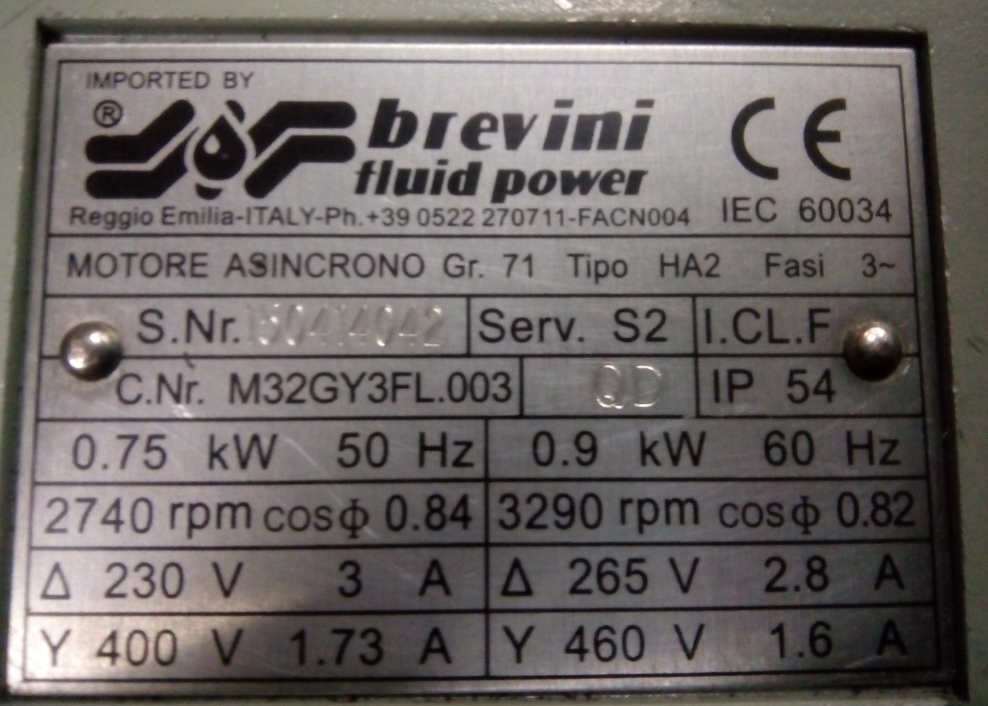 IMPORTED BY
®
brevini
fluid power
CE
Reggio Emilia-ITALY-Ph.+39 0522 270711-FACN004
IEC 60034
MOTORE ASINCRONO Gr. 71 Tipo HA2 Fasi 3~
S.Nr. 150414042 Serv. S2 I.CL.F
C.Nr. M32GY3FL.003 QD IP 54
0.75 kW 50 Hz 0.9 kW 60 Hz
2740 rpm cosϕ 0.84 3290 rpm cosϕ 0.82
Δ 230 V 3 A Δ 265 V 2.8 A
Y 400 V 1.73 A Y 460 V 1.6 A